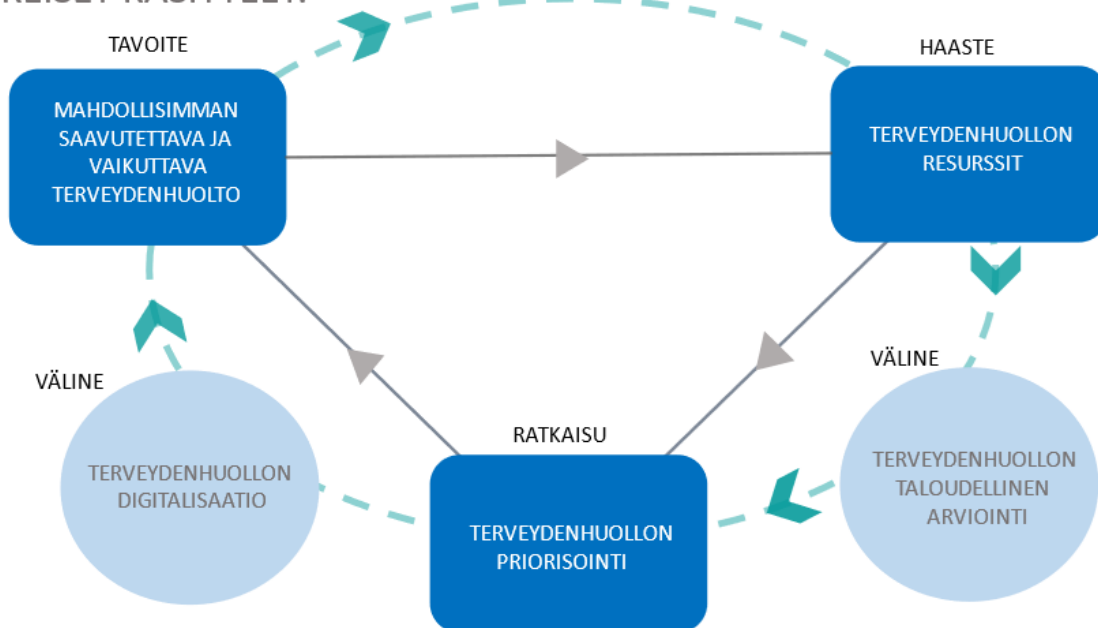 KÄSITTEET:
TAVOITE
HAASTE
MAHDOLLISIMMAN
SAAVUTETTAVA JA
VAIKUTTAVA
TERVEYDENHUOLTO
TERVEYDENHUOLLON
RESURSSIT
VÄLINE
VÄLINE
RATKAISU
TERVEYDENHUOLLON
DIGITALISAATIO
TERVEYDENHUOLLON
TALOUDELLINEN
ARVIOINTI
TERVEYDENHUOLLON
PRIORISOINTI